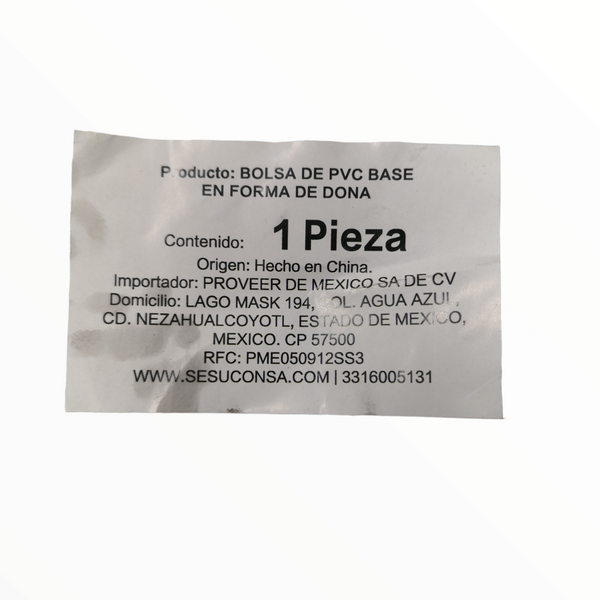 Producto: BOLSA DE PVC BASE
EN FORMA DE DONA
Contenido: 1 Pieza
Origen: Hecho en China.
Importador: PROVEER DE MEXICO SA DE CV
Domicilio: LAGO MASK 194, COL. AGUA AZUL,
CD. NEZAHUALCOYOTL, ESTADO DE MEXICO,
MEXICO. CP 57500
RFC: PME050912SS3
WWW.SESUCONSA.COM | 3316005131